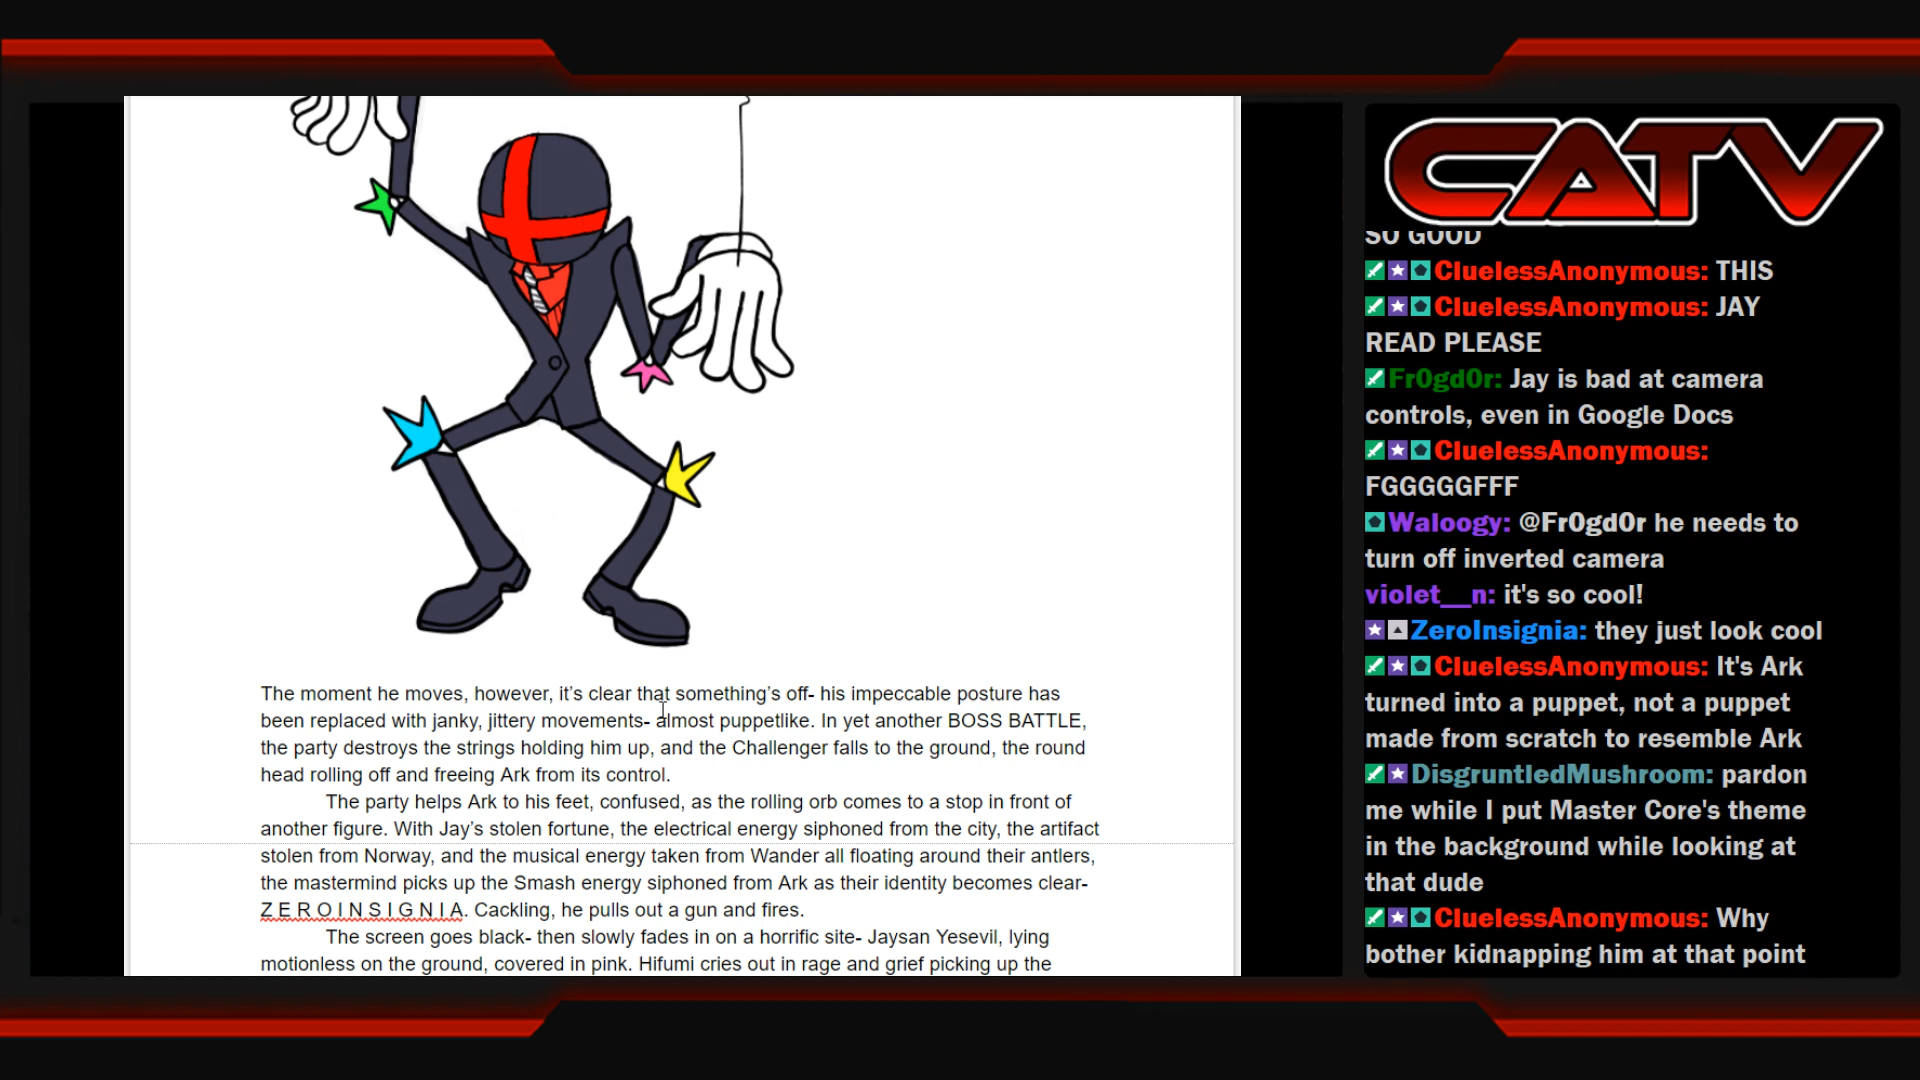 The moment he moves, however, it's clear that something's off- his impeccable posture has
been replaced with janky, jittery movements- almost puppetlike. In yet another BOSS BATTLE,
the party destroys the strings holding him up, and the Challenger falls to the ground, the round
head rolling off and freeing Ark from its control.
The party helps Ark to his feet, confused, as the rolling orb comes to a stop in front of
another figure. With Jay's stolen fortune, the electrical energy siphoned from the city, the artifact
stolen from Norway, and the musical energy taken from Wander all floating around their antlers,
the mastermind picks up the Smash energy siphoned from Ark as their identity becomes clear-
Z E R O I N S I G N I A. Cackling, he pulls out a gun and fires.
The screen goes black- then slowly fades in on a horrific site- Jaysan Yesevil, lying
motionless on the ground, covered in pink. Hifumi cries out in rage and grief picking up the
CATV
SO GOOD
CluelessAnonymous: THIS
CluelessAnonymous: JAY
READ PLEASE
Fr0gd0r: Jay is bad at camera
controls, even in Google Docs
CluelessAnonymous:
FGGGGGFFF
Waloogy: @Fr0gd0r he needs to
turn off inverted camera
violet__n: it's so cool!
ZeroInsignia: they just look cool
CluelessAnonymous: It's Ark
turned into a puppet, not a puppet
made from scratch to resemble Ark
DisgruntledMushroom: pardon
me while I put Master Core's theme
in the background while looking at
that dude
CluelessAnonymous: Why
bother kidnapping him at that point